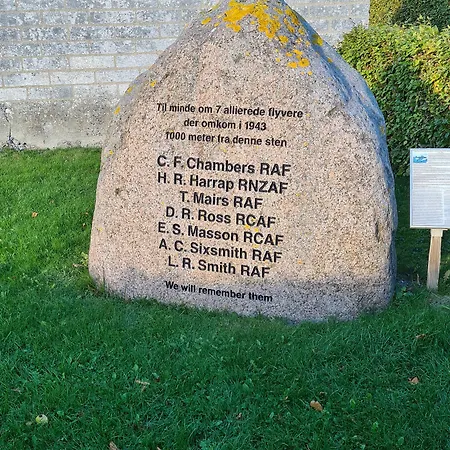 Til minde om 7 allierede flyvere
der omkom i 1943
1000 meter fra denne sten
C. F. Chambers RAF
H. R. Harrap RNZAF
T. Mairs RAF
D. R. Ross RCAF
E. S. Masson RCAF
A. C. Sixsmith RAF
L. R. Smith RAF
We will remember them